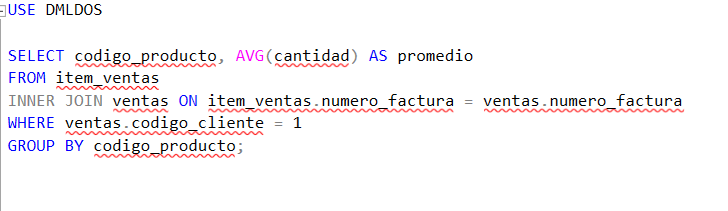 USE DMLDOS
SELECT codigo_producto, AVG(cantidad) AS promedio
FROM item_ventas
INNER JOIN ventas ON item_ventas.numero_factura = ventas.numero_factura
WHERE ventas.codigo_cliente = 1
GROUP BY codigo_producto;